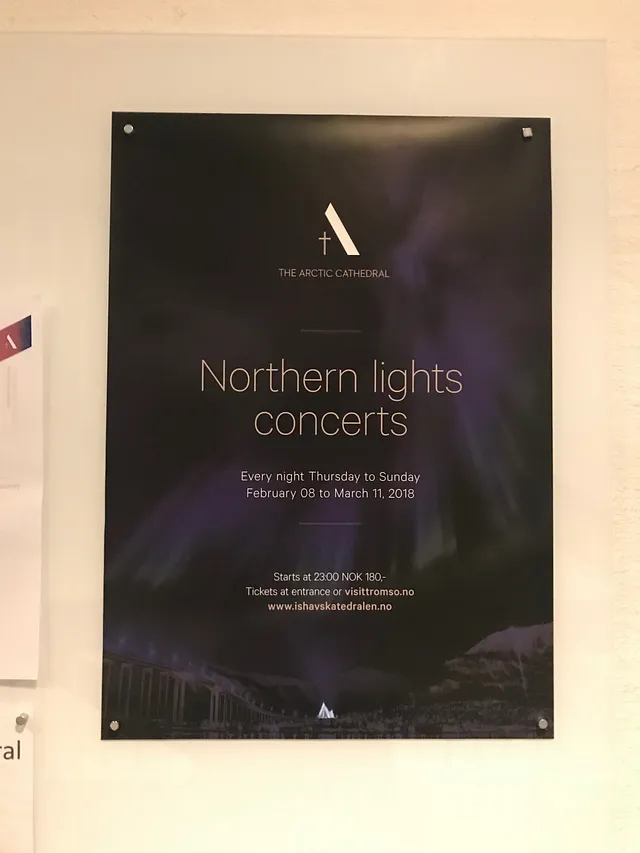 THE ARCTIC CATHEDRAL
Northern lights
concerts
Every night Thursday to Sunday
February 08 to March 11, 2018
Starts at 23:00 NOK 180,-
Tickets at entrance or visittromso.no
www.ishavskatedralen.no